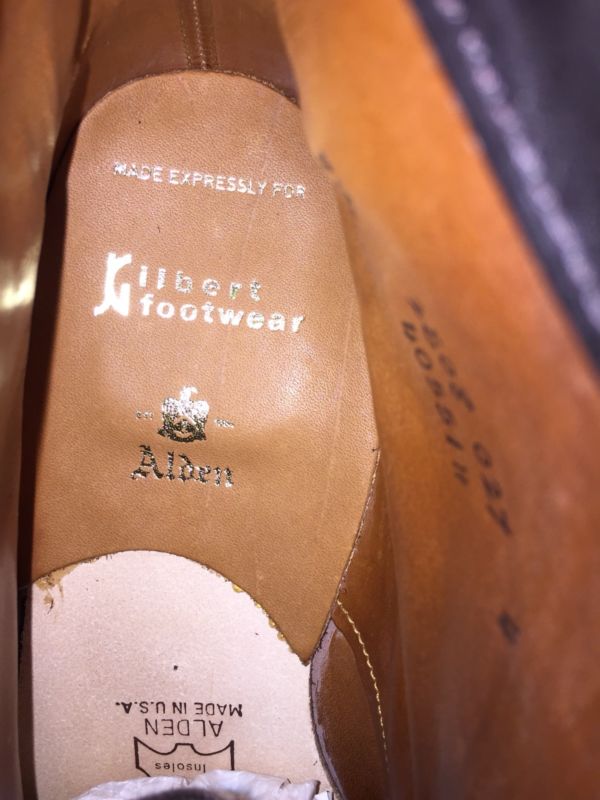 MADE EXPRESSLY FOR
Gilbert
footwear
Alden
ALDEN
MADE IN U.S.A.
Insoles